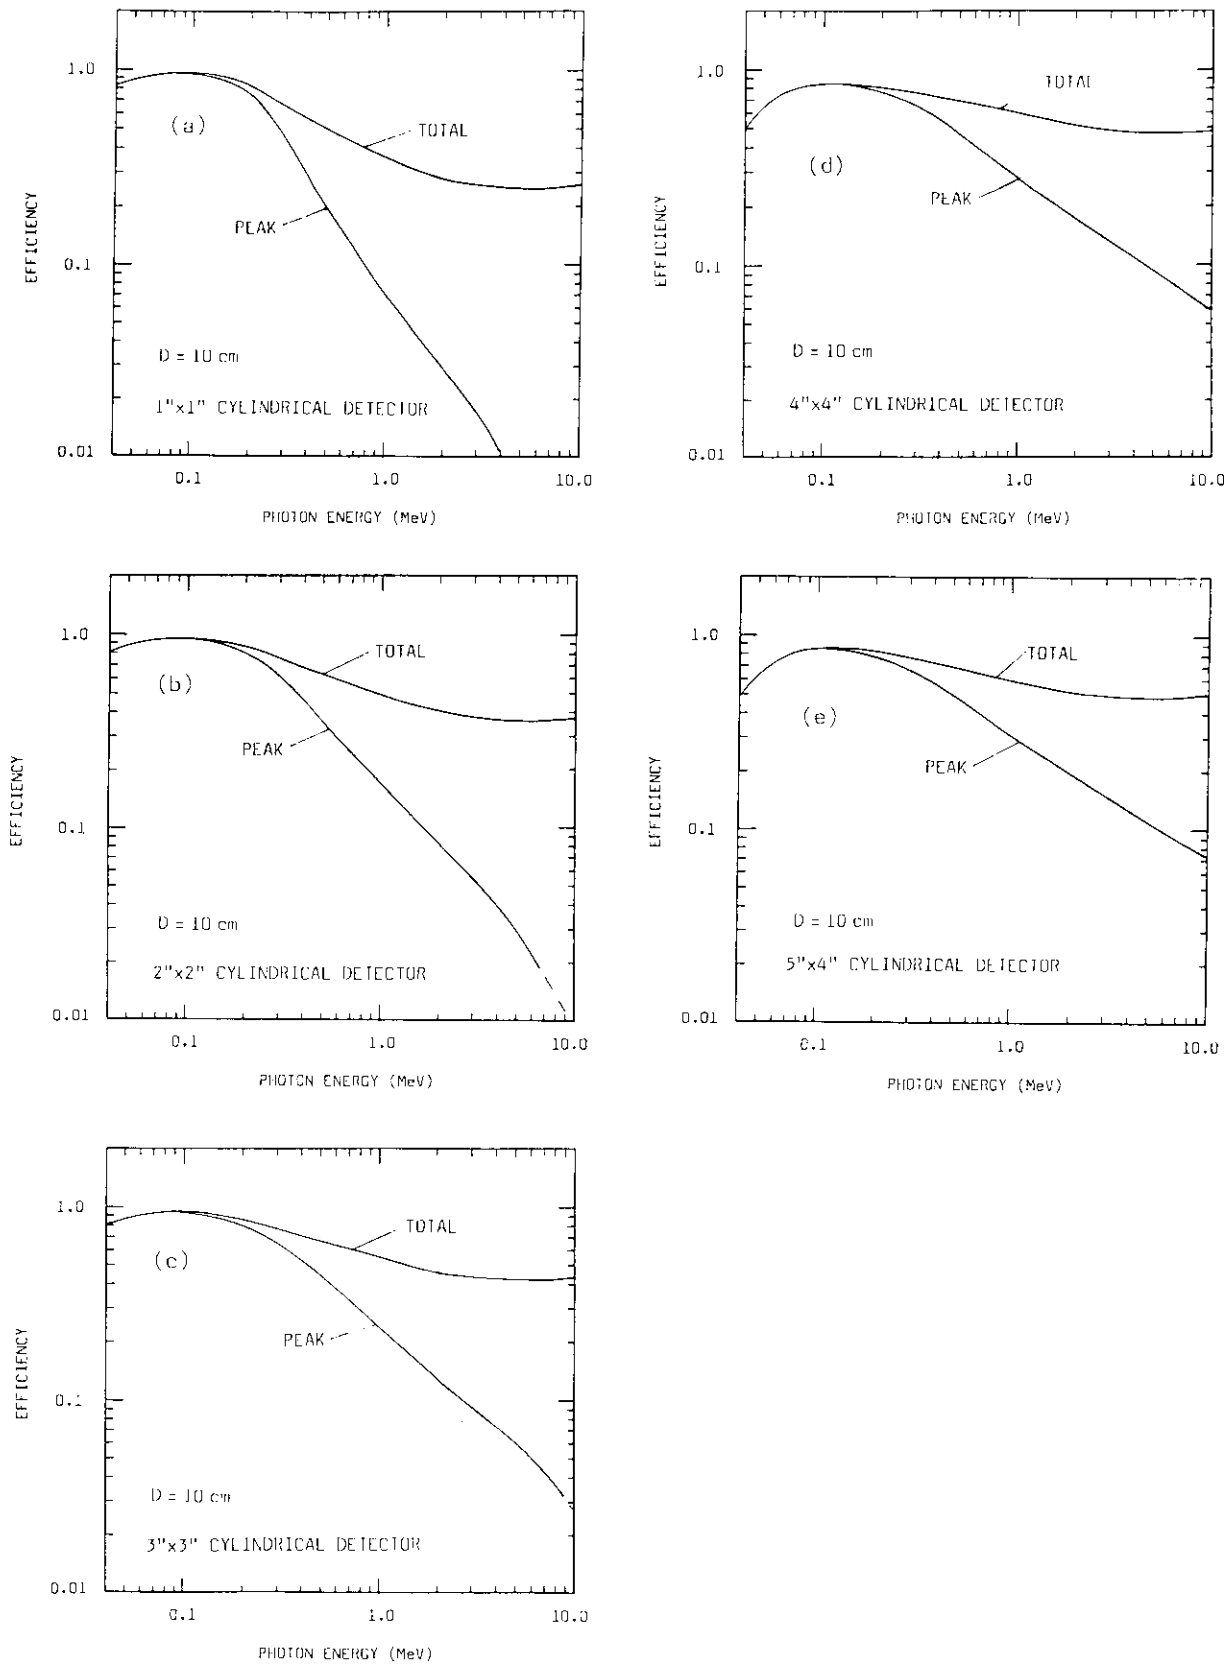 1.0
0.1
0.01
EFFICIENCY
(a)
TOTAL
PEAK
D = 10 cm
1"x1" CYLINDRICAL DETECTOR
0.1
1.0
10.0
PHOTON ENERGY (MeV)
1.0
0.1
0.01
EFFICIENCY
(d)
TOTAL
PEAK
D = 10 cm
4"x4" CYLINDRICAL DETECTOR
0.1
1.0
10.0
PHOTON ENERGY (MeV)
1.0
0.1
0.01
EFFICIENCY
(b)
TOTAL
PEAK
D = 10 cm
2"x2" CYLINDRICAL DETECTOR
0.1
1.0
10.0
PHOTON ENERGY (MeV)
1.0
0.1
0.01
EFFICIENCY
(e)
TOTAL
PEAK
D = 10 cm
5"x4" CYLINDRICAL DETECTOR
0.1
1.0
10.0
PHOTON ENERGY (MeV)
1.0
0.1
0.01
EFFICIENCY
(c)
TOTAL
PEAK
D = 10 cm
3"x3" CYLINDRICAL DETECTOR
0.1
1.0
10.0
PHOTON ENERGY (MeV)